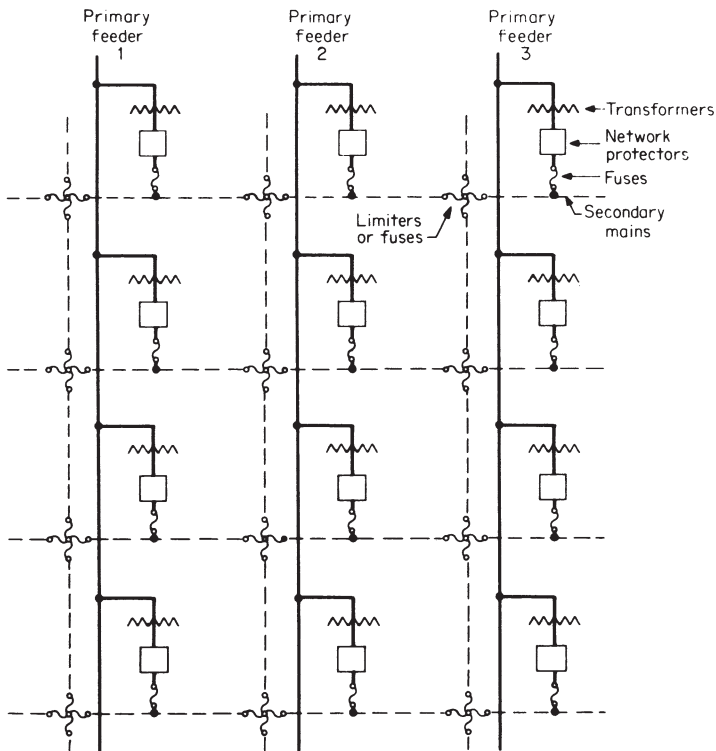 Primary
feeder
1
Primary
feeder
2
Primary
feeder
3
Transformers
Network
protectors
Fuses
Secondary
mains
Limiters
or fuses